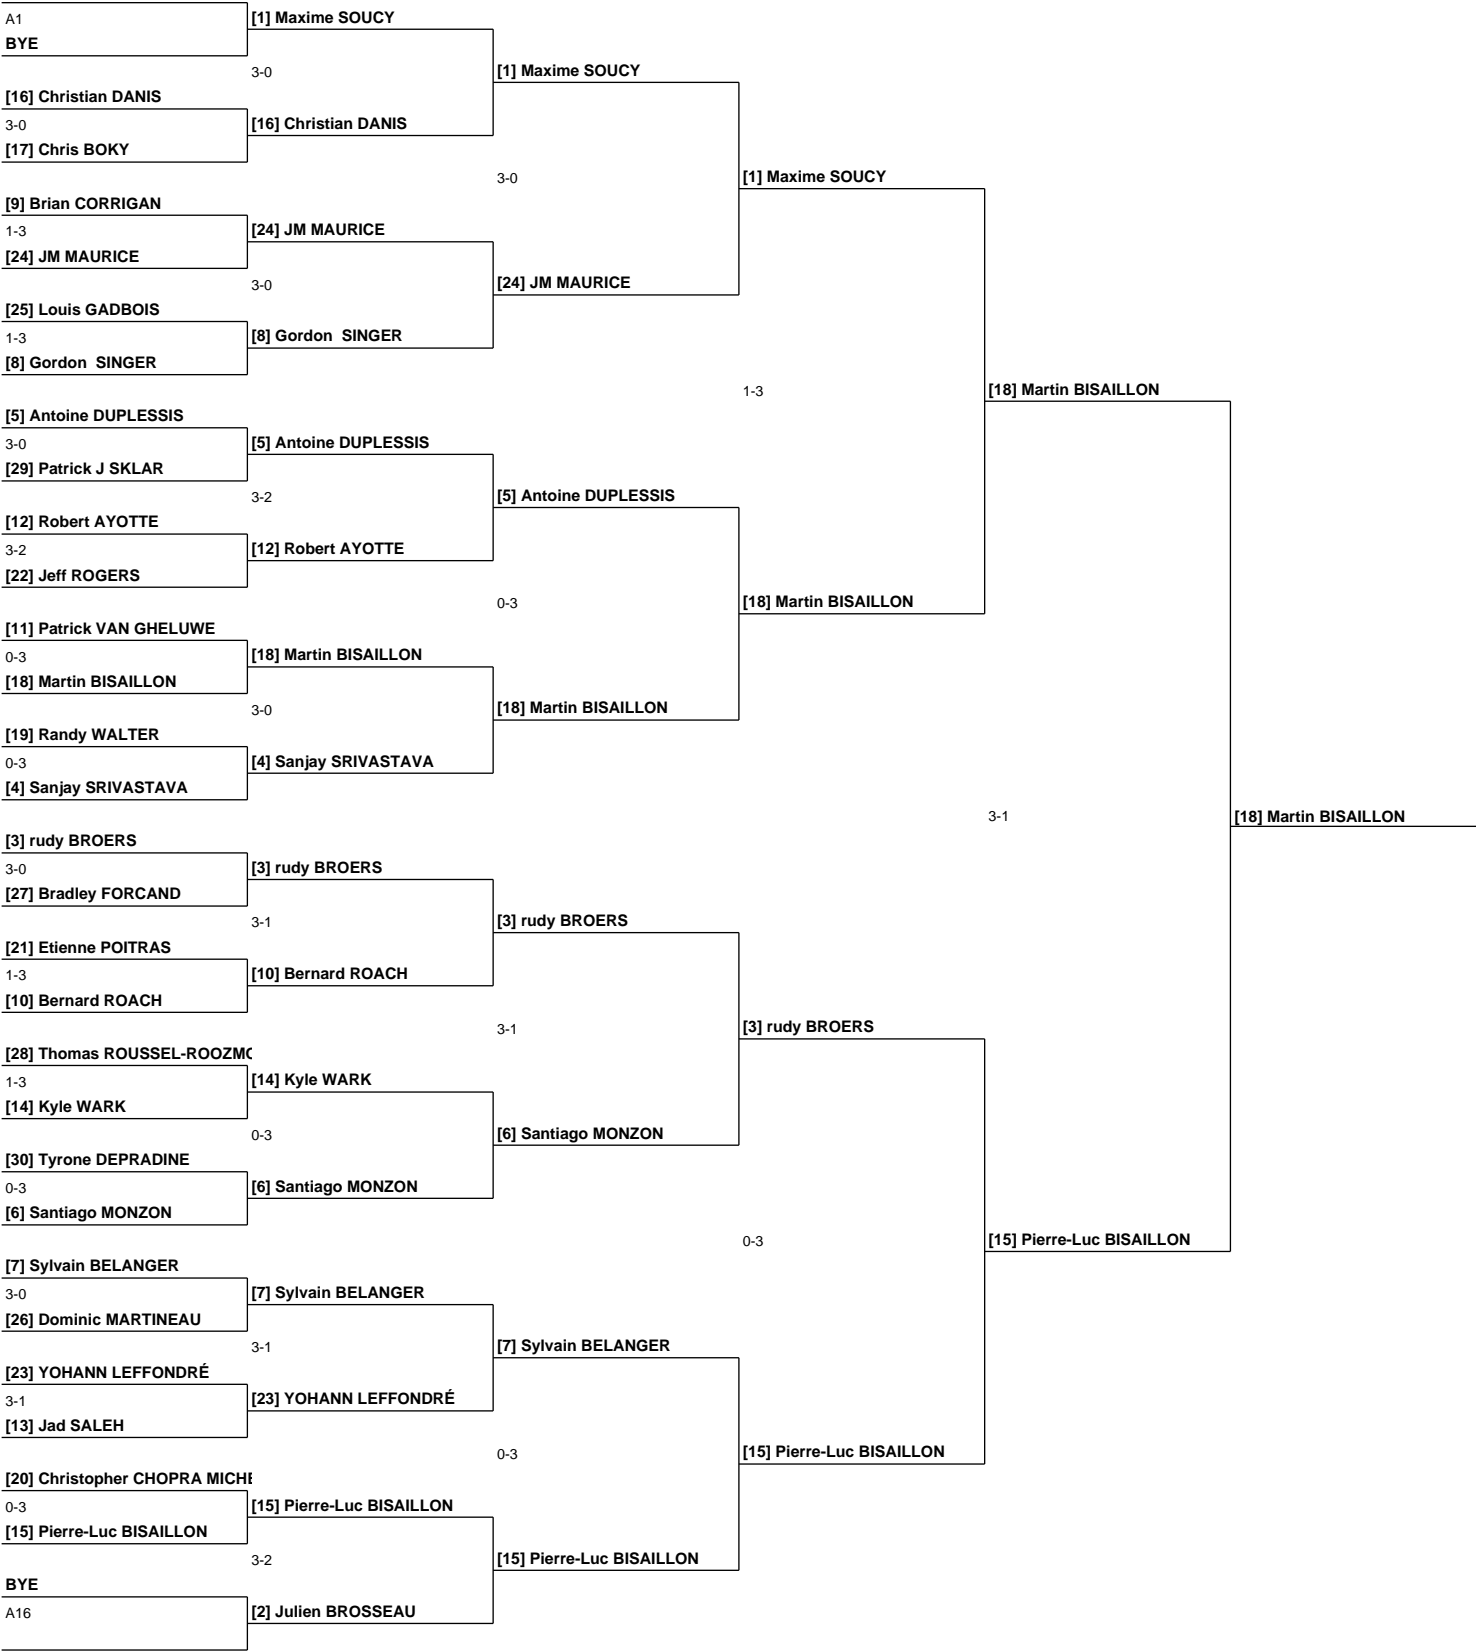 A1
BYE
[16] Christian DANIS
3-0
[17] Chris BOKY
[9] Brian CORRIGAN
1-3
[24] JM MAURICE
[25] Louis GADBOIS
1-3
[8] Gordon  SINGER
[5] Antoine DUPLESSIS
3-0
[29] Patrick J SKLAR
[12] Robert AYOTTE
3-2
[22] Jeff ROGERS
[11] Patrick VAN GHELUWE
0-3
[18] Martin BISAILLON
[19] Randy WALTER
0-3
[4] Sanjay SRIVASTAVA
[3] rudy BROERS
3-0
[27] Bradley FORCAND
[21] Etienne POITRAS
1-3
[10] Bernard ROACH
[28] Thomas ROUSSEL-ROOZMO
1-3
[14] Kyle WARK
[30] Tyrone DEPRADINE
0-3
[6] Santiago MONZON
[7] Sylvain BELANGER
3-0
[26] Dominic MARTINEAU
[23] YOHANN LEFFONDRÉ
3-1
[13] Jad SALEH
[20] Christopher CHOPRA MICHE
0-3
[15] Pierre-Luc BISAILLON
BYE
A16
[1] Maxime SOUCY
3-0
[16] Christian DANIS
[24] JM MAURICE
3-0
[8] Gordon  SINGER
[5] Antoine DUPLESSIS
3-2
[12] Robert AYOTTE
[18] Martin BISAILLON
3-0
[4] Sanjay SRIVASTAVA
[3] rudy BROERS
3-1
[10] Bernard ROACH
[14] Kyle WARK
0-3
[6] Santiago MONZON
[7] Sylvain BELANGER
3-1
[23] YOHANN LEFFONDRÉ
[15] Pierre-Luc BISAILLON
3-2
[2] Julien BROSSEAU
[1] Maxime SOUCY
3-0
[24] JM MAURICE
[5] Antoine DUPLESSIS
0-3
[18] Martin BISAILLON
[3] rudy BROERS
3-1
[6] Santiago MONZON
[7] Sylvain BELANGER
0-3
[15] Pierre-Luc BISAILLON
[1] Maxime SOUCY
1-3
[18] Martin BISAILLON
[3] rudy BROERS
0-3
[15] Pierre-Luc BISAILLON
[18] Martin BISAILLON
3-1
[15] Pierre-Luc BISAILLON
[18] Martin BISAILLON